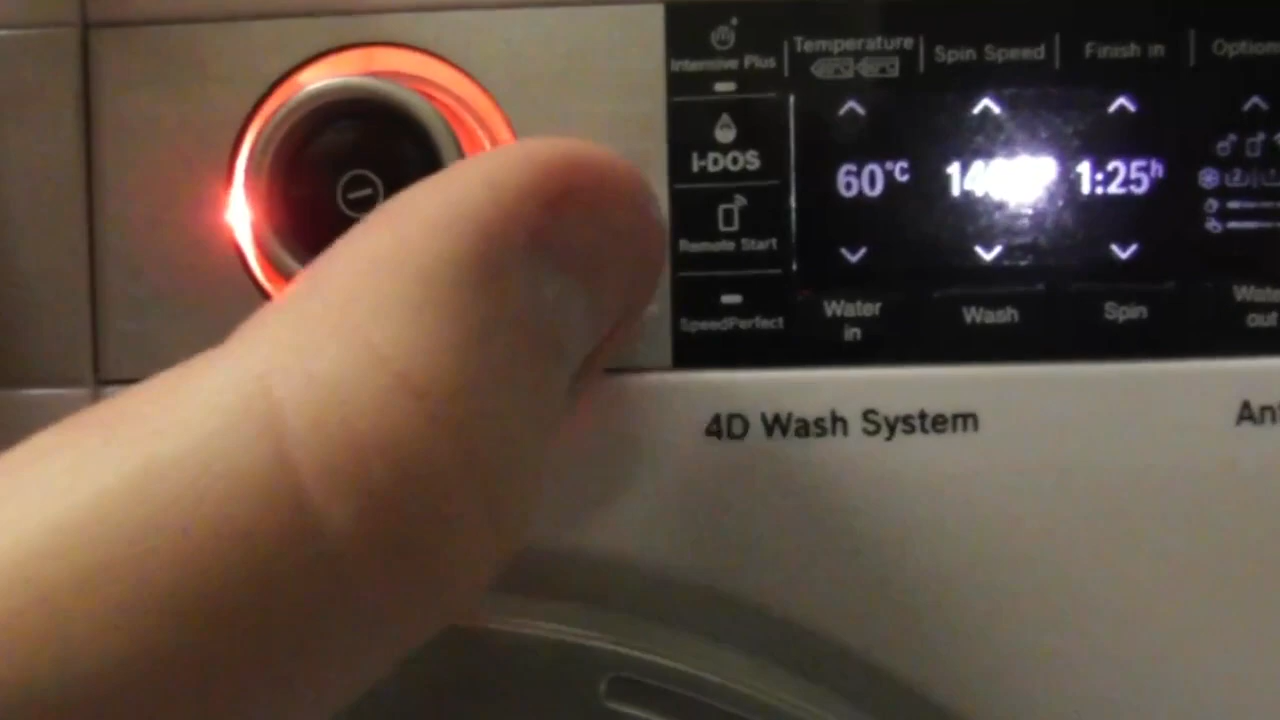 Intensive Plus
i-DOS
Remote Start
SpeedPerfect
Temperature
60°C
Water
in
Spin Speed
Wash
Finish in
1:25h
Spin
4D Wash System